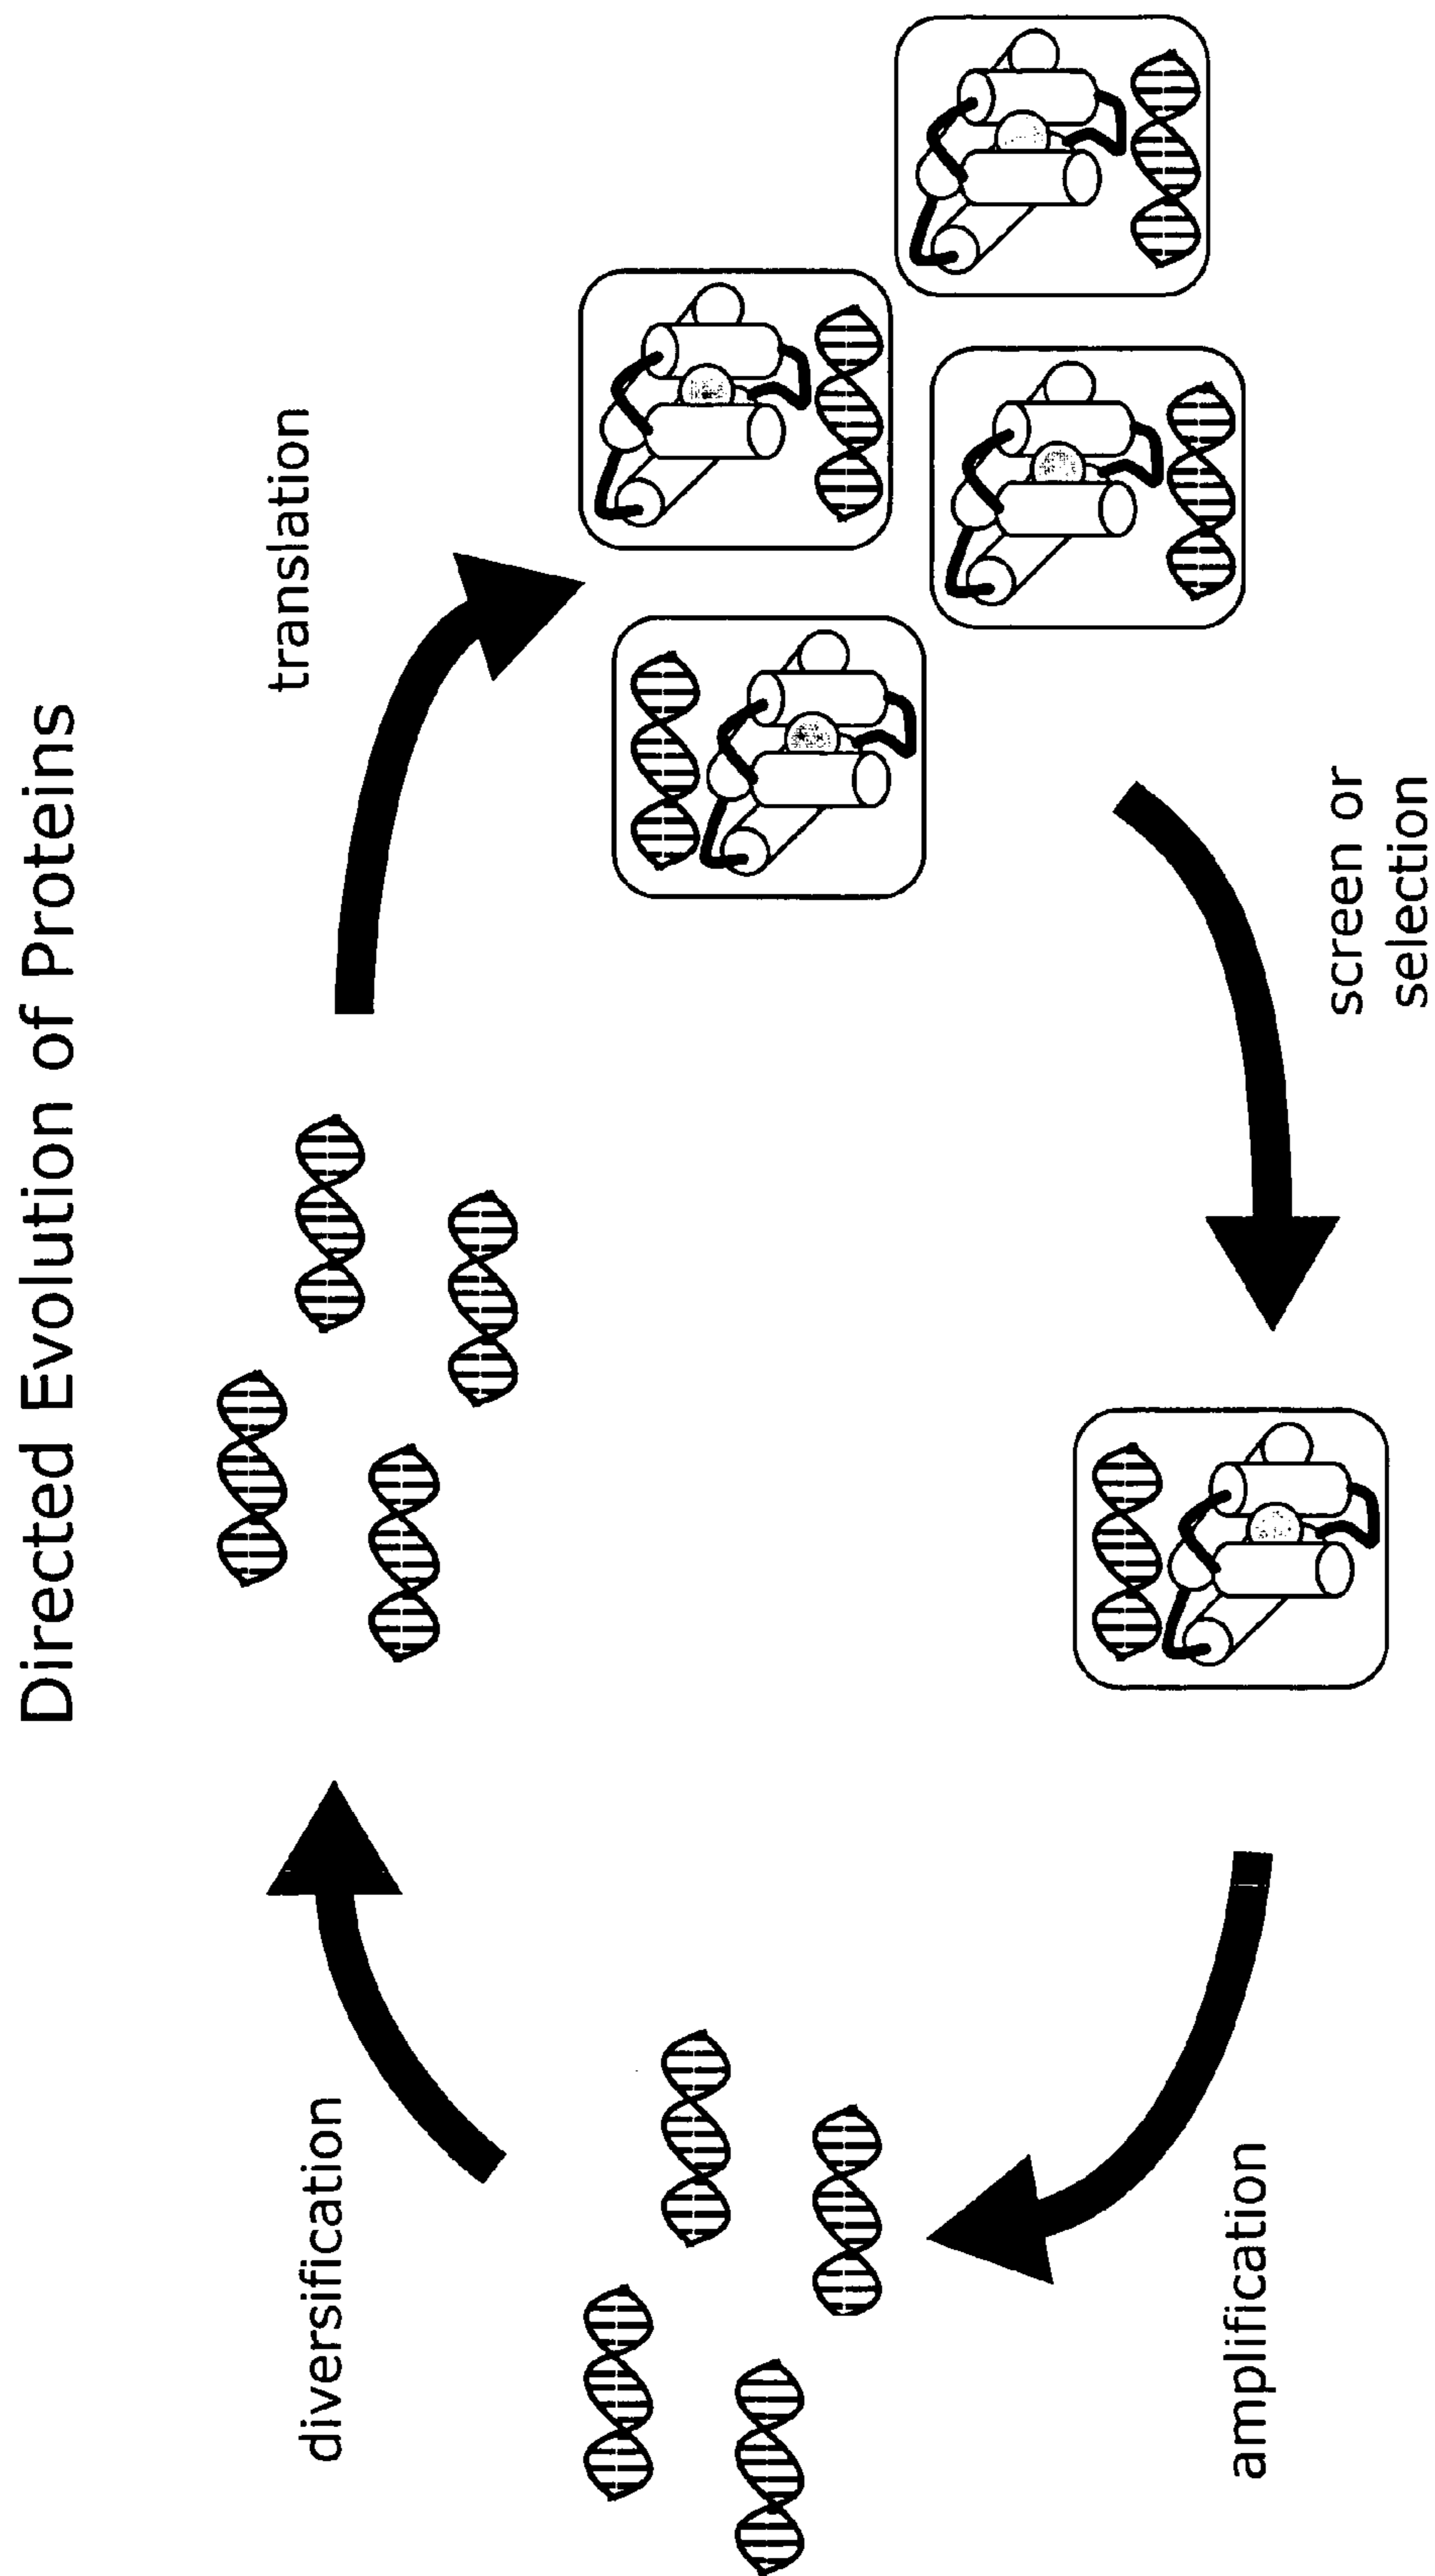 Directed Evolution of Proteins
diversification
translation
amplification
screen or
selection